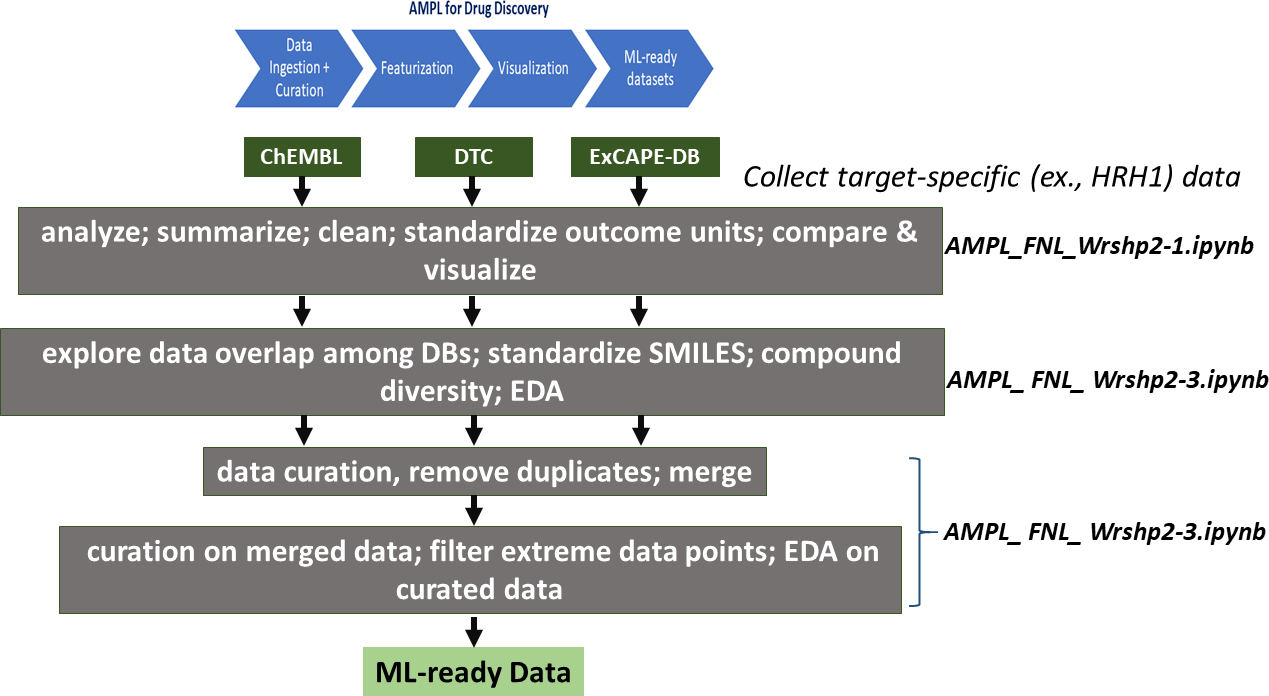 AMPL for Drug Discovery
Data
Ingestion +
Curation
Featurization
Visualization
ML-ready
datasets
ChEMBL
DTC
ExCAPE-DB
Collect target-specific (ex., HRH1) data
analyze; summarize; clean; standardize outcome units; compare &
visualize
AMPL_FNL_Wrshp2-1.ipynb
explore data overlap among DBs; standardize SMILES; compound
diversity; EDA
AMPL_ FNL_ Wrshp2-3.ipynb
data curation, remove duplicates; merge
curation on merged data; filter extreme data points; EDA on
curated data
AMPL_ FNL_ Wrshp2-3.ipynb
ML-ready Data